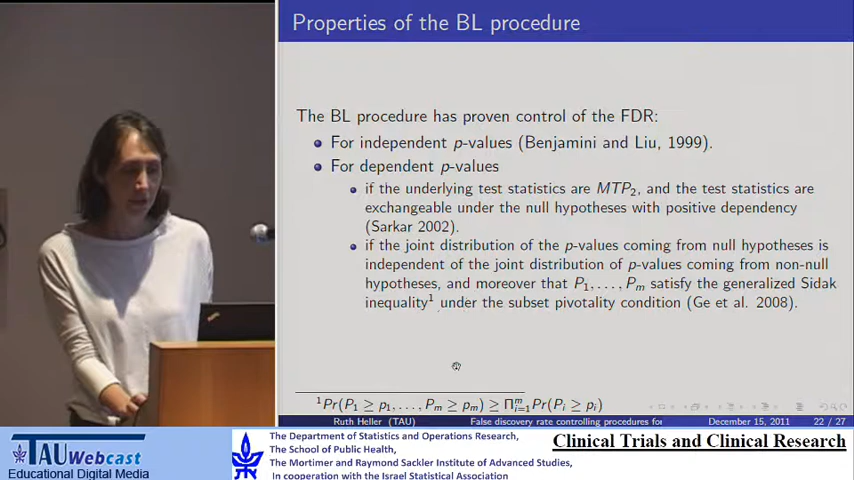 Properties of the BL procedure
The BL procedure has proven control of the FDR:
For independent p-values (Benjamini and Liu, 1999).
For dependent p-values
if the underlying test statistics are MTP₂, and the test statistics are
exchangeable under the null hypotheses with positive dependency
(Sarkar 2002).
if the joint distribution of the p-values coming from null hypotheses is
independent of the joint distribution of p-values coming from non-null
hypotheses, and moreover that P₁, . . . , Pₘ satisfy the generalized Sidak
inequality¹ under the subset pivotality condition (Ge et al. 2008).
¹Pr(P₁ ≥ p₁, . . . , Pₘ ≥ pₘ) ≥ Πᵢ₌₁ᵐ Pr(Pᵢ ≥ pᵢ)
Ruth Heller (TAU) False discovery rate controlling procedures for December 15, 2011 22 / 27
TAU Webcast
Educational Digital Media
The Department of Statistics and Operations Research,
The School of Public Health,
The Mortimer and Raymond Sackler Institute of Advanced Studies,
In cooperation with the Israel Statistical Association
Clinical Trials and Clinical Research